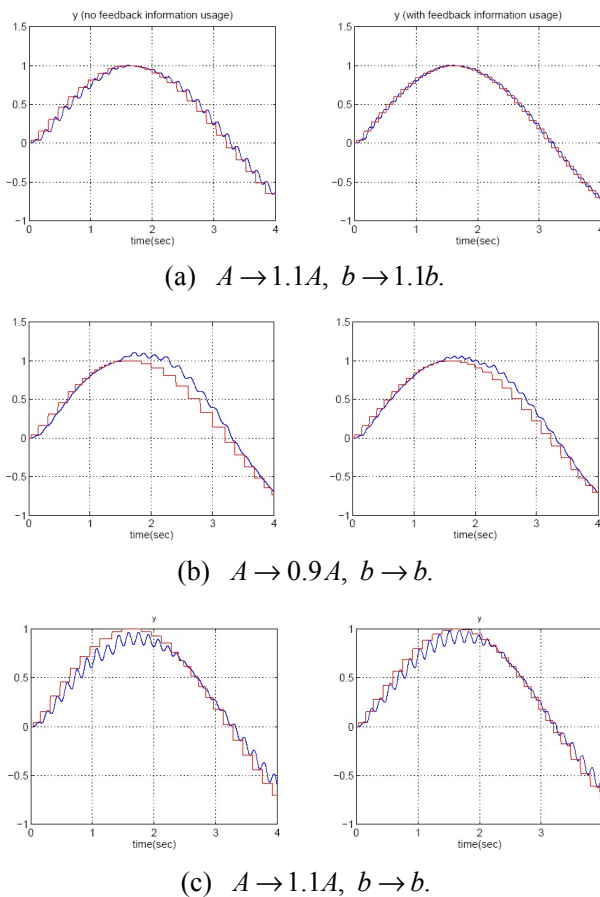 y (no feedback information usage)
y (with feedback information usage)
1.5
1
0.5
0
−0.5
−1
0 1 2 3 4
time(sec)
1.5
1
0.5
0
−0.5
−1
0 1 2 3 4
time(sec)
(a) A → 1.1A, b → 1.1b.
1.5
1
0.5
0
−0.5
−1
0 1 2 3 4
time(sec)
1.5
1
0.5
0
−0.5
−1
0 1 2 3 4
time(sec)
(b) A → 0.9A, b → b.
y
1
0.5
0
−0.5
−1
0 1 2 3 4
time(sec)
y
1
0.5
0
−0.5
−1
0 1 2 3
time(sec)
(c) A → 1.1A, b → b.